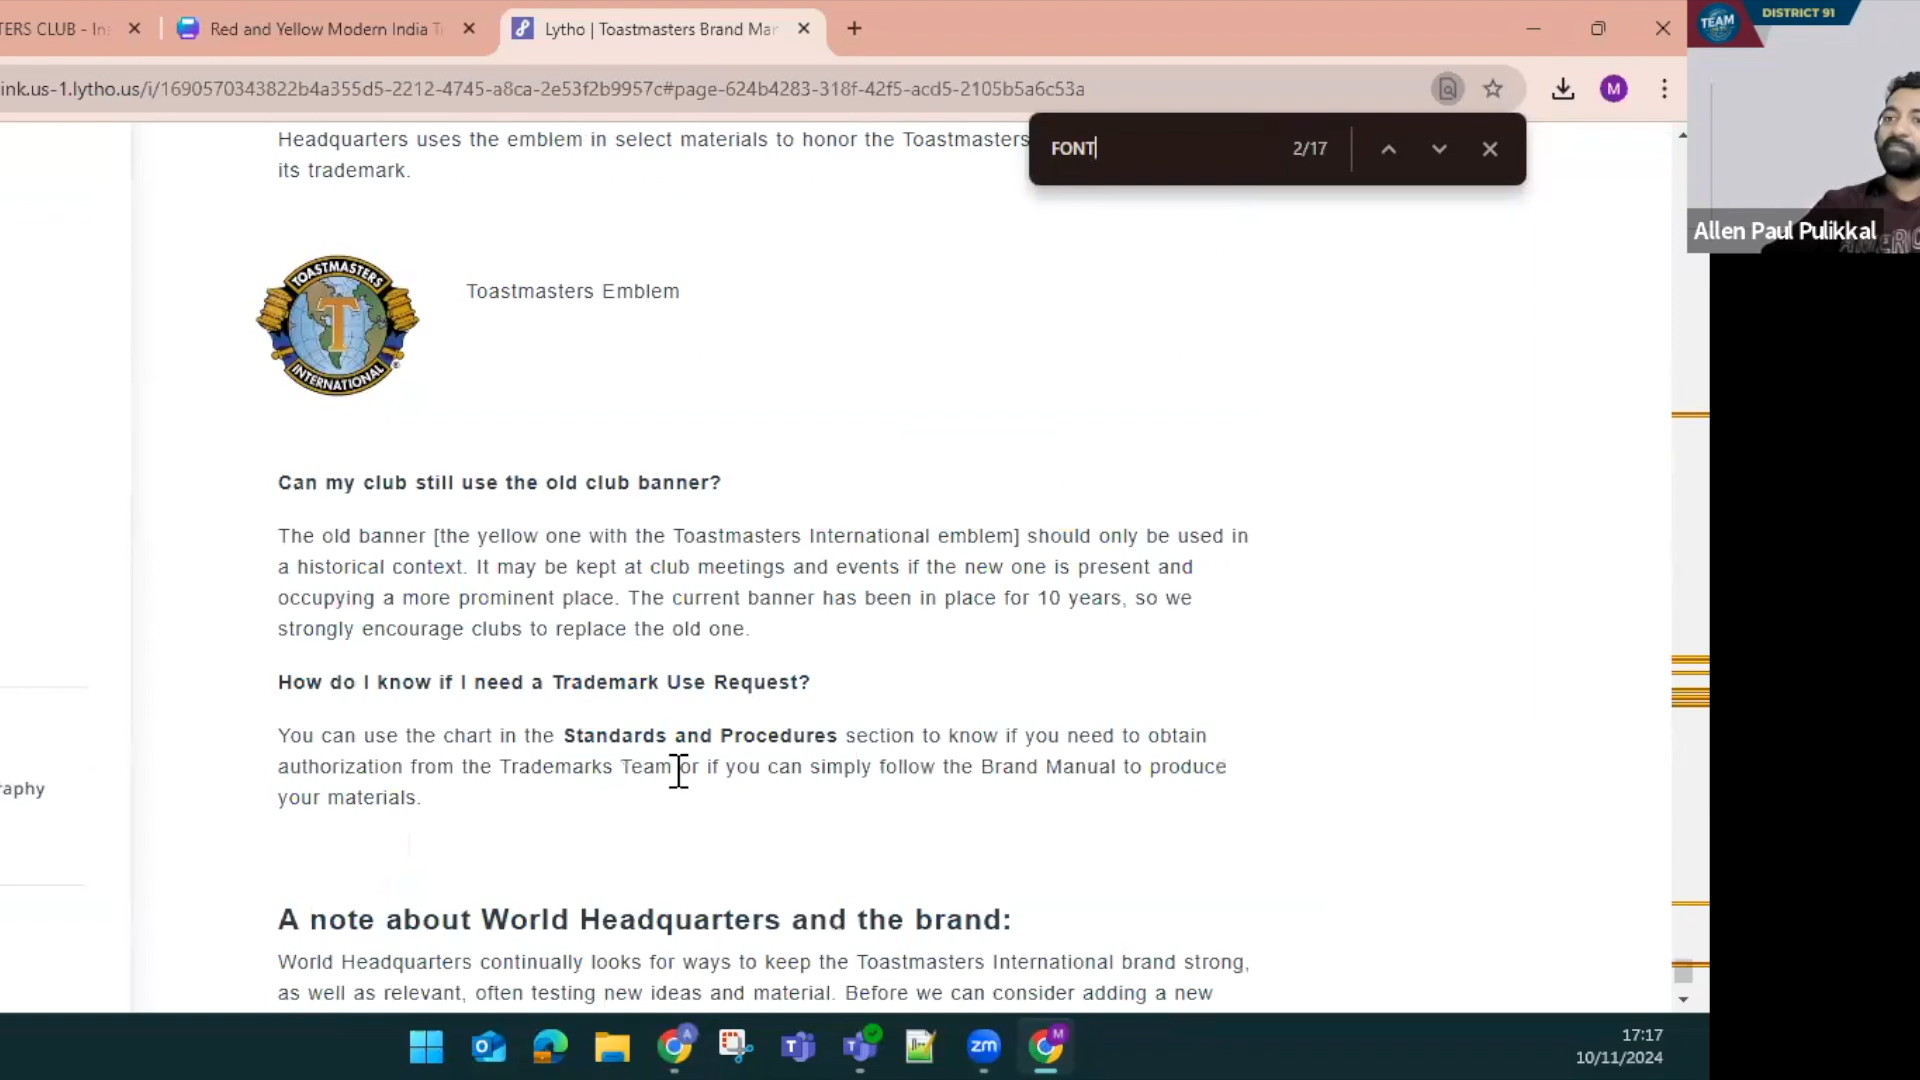 TERS CLUB - In
Red and Yellow Modern India T
Lytho | Toastmasters Brand Mar
TEAM
DISTRICT 91
ink.us-1.lytho.us/i/1690570343822b4a355d5-2212-4745-a8ca-2e53f2b9957c#page-624b4283-318f-42f5-acd5-2105b5a6c53a
M
FONT
2/17
Headquarters uses the emblem in select materials to honor the Toastmasters
its trademark.
Allen Paul Pulikkal
TOASTMASTERS
T
INTERNATIONAL
Toastmasters Emblem
Can my club still use the old club banner?
The old banner [the yellow one with the Toastmasters International emblem] should only be used in
a historical context. It may be kept at club meetings and events if the new one is present and
occupying a more prominent place. The current banner has been in place for 10 years, so we
strongly encourage clubs to replace the old one.
How do I know if I need a Trademark Use Request?
You can use the chart in the Standards and Procedures section to know if you need to obtain
authorization from the Trademarks Team or if you can simply follow the Brand Manual to produce
your materials.
raphy
A note about World Headquarters and the brand:
World Headquarters continually looks for ways to keep the Toastmasters International brand strong,
as well as relevant, often testing new ideas and material. Before we can consider adding a new
A
zm
M
17:17
10/11/2024